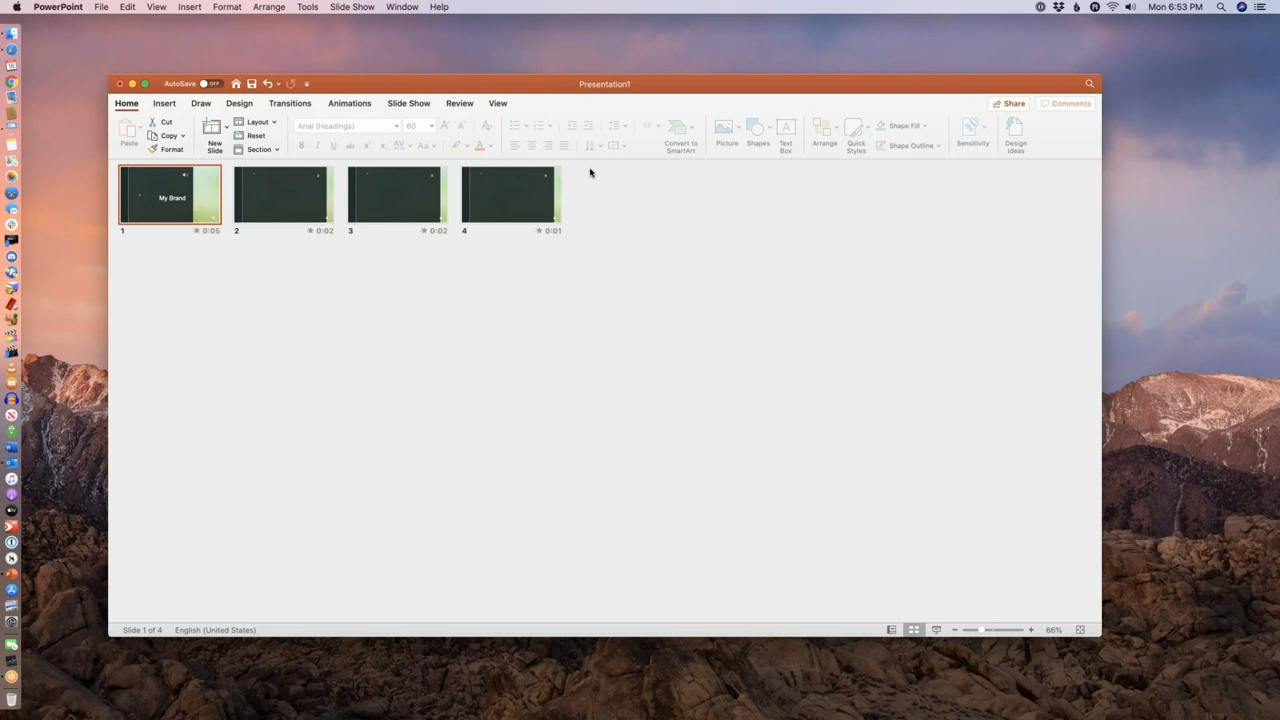 PowerPoint File Edit View Insert Format Arrange Tools Slide Show Window Help Mon 6:53 PM
AutoSave OFF Presentation1
Home Insert Draw Design Transitions Animations Slide Show Review View Share Comments
Paste Cut Copy Format New Slide Layout Reset Section Arial (Headings) 60 Convert to SmartArt Picture Shapes Text Box Arrange Quick Styles Shape Fill Shape Outline Sensitivity Design Ideas
My Brand
1 0:05 2 0:02 3 0:02 4 0:01
Slide 1 of 4 English (United States) 66%